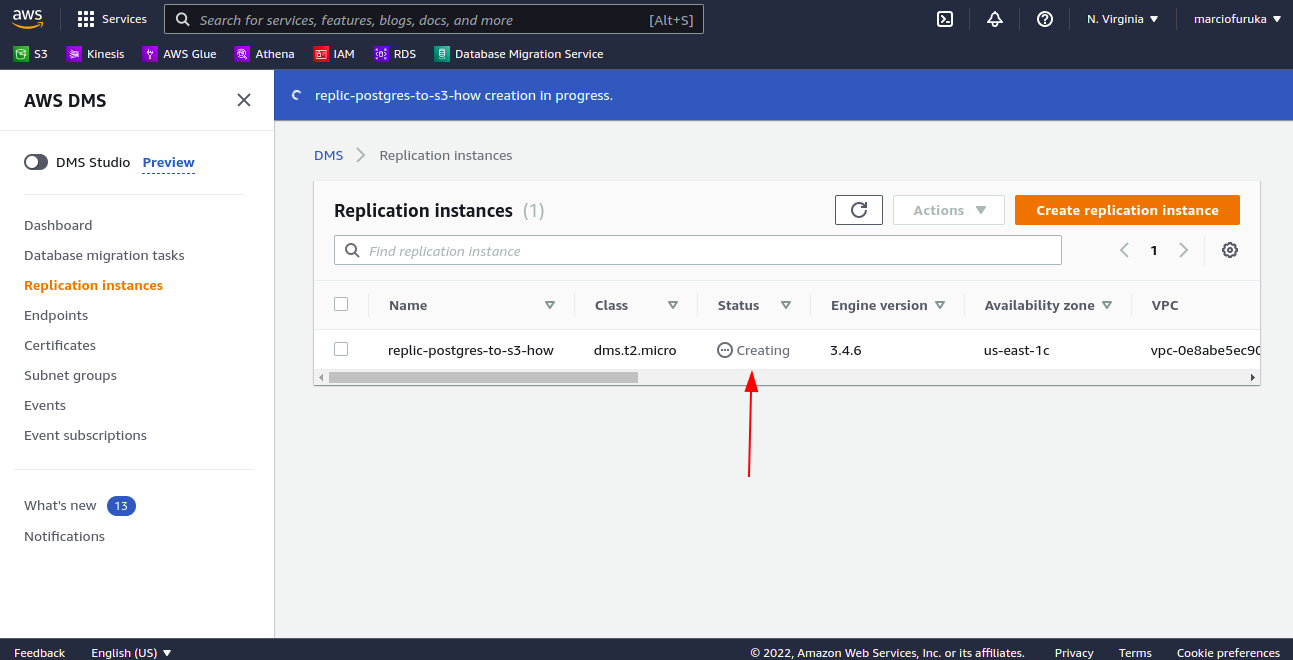 aws Services Search for services, features, blogs, docs, and more [Alt+S] N. Virginia marciofuruka
S3 Kinesis AWS Glue Athena IAM RDS Database Migration Service
AWS DMS
replic-postgres-to-s3-how creation in progress.
DMS Studio Preview
Dashboard
Database migration tasks
Replication instances
Endpoints
Certificates
Subnet groups
Events
Event subscriptions
What's new 13
Notifications
DMS Replication instances
Replication instances (1) Actions Create replication instance
Find replication instance 1
Name Class Status Engine version Availability zone VPC
replic-postgres-to-s3-how dms.t2.micro Creating 3.4.6 us-east-1c vpc-0e8abe5ec90
Feedback English (US) © 2022, Amazon Web Services, Inc. or its affiliates. Privacy Terms Cookie preferences